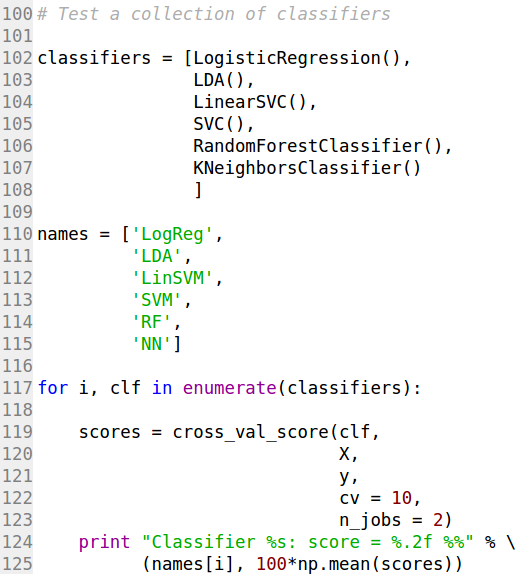 100 # Test a collection of classifiers
101
102 classifiers = [LogisticRegression(),
103                LDA(),
104                LinearSVC(),
105                SVC(),
106                RandomForestClassifier(),
107                KNeighborsClassifier()
108                ]
109
110 names = ['LogReg',
111          'LDA',
112          'LinSVM',
113          'SVM',
114          'RF',
115          'NN']
116
117 for i, clf in enumerate(classifiers):
118
119     scores = cross_val_score(clf,
120                              X,
121                              y,
122                              cv = 10,
123                              n_jobs = 2)
124     print "Classifier %s: score = %.2f %%" % \
125           (names[i], 100*np.mean(scores))